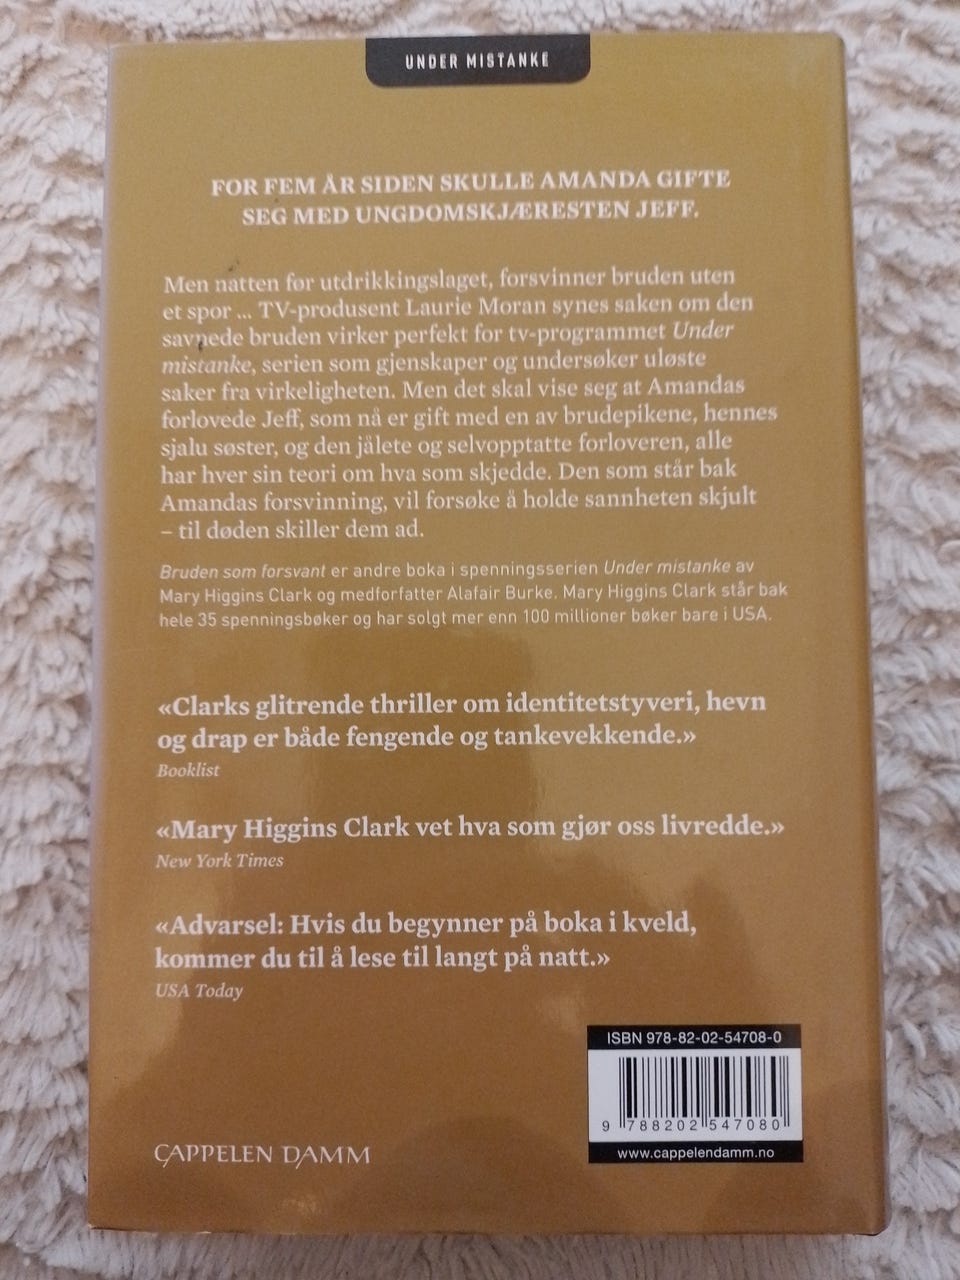 UNDER MISTANKE
FOR FEM ÅR SIDEN SKULLE AMANDA GIFTE
SEG MED UNGDOMSKJÆRESTEN JEFF.
Men natten før utdrikkingslaget, forsvinner bruden uten
et spor ... TV-produsent Laurie Moran synes saken om den
savnede bruden virker perfekt for tv-programmet Under
mistanke, serien som gjenskaper og undersøker uløste
saker fra virkeligheten. Men det skal vise seg at Amandas
forlovede Jeff, som nå er gift med en av brudepikene, hennes
sjalu søster, og den jålete og selvopptatte forloveren, alle
har hver sin teori om hva som skjedde. Den som står bak
Amandas forsvinning, vil forsøke å holde sannheten skjult
– til døden skiller dem ad.
Bruden som forsvant er andre boka i spenningsserien Under mistanke av
Mary Higgins Clark og medforfatter Alafair Burke. Mary Higgins Clark står bak
hele 35 spenningsbøker og har solgt mer enn 100 millioner bøker bare i USA.
«Clarks glitrende thriller om identitetstyveri, hevn
og drap er både fengende og tankevekkende.»
Booklist
«Mary Higgins Clark vet hva som gjør oss livredde.»
New York Times
«Advarsel: Hvis du begynner på boka i kveld,
kommer du til å lese til langt på natt.»
USA Today
ISBN 978-82-02-54708-0
9 788202 547080
www.cappelendamm.no
CAPPELEN DAMM